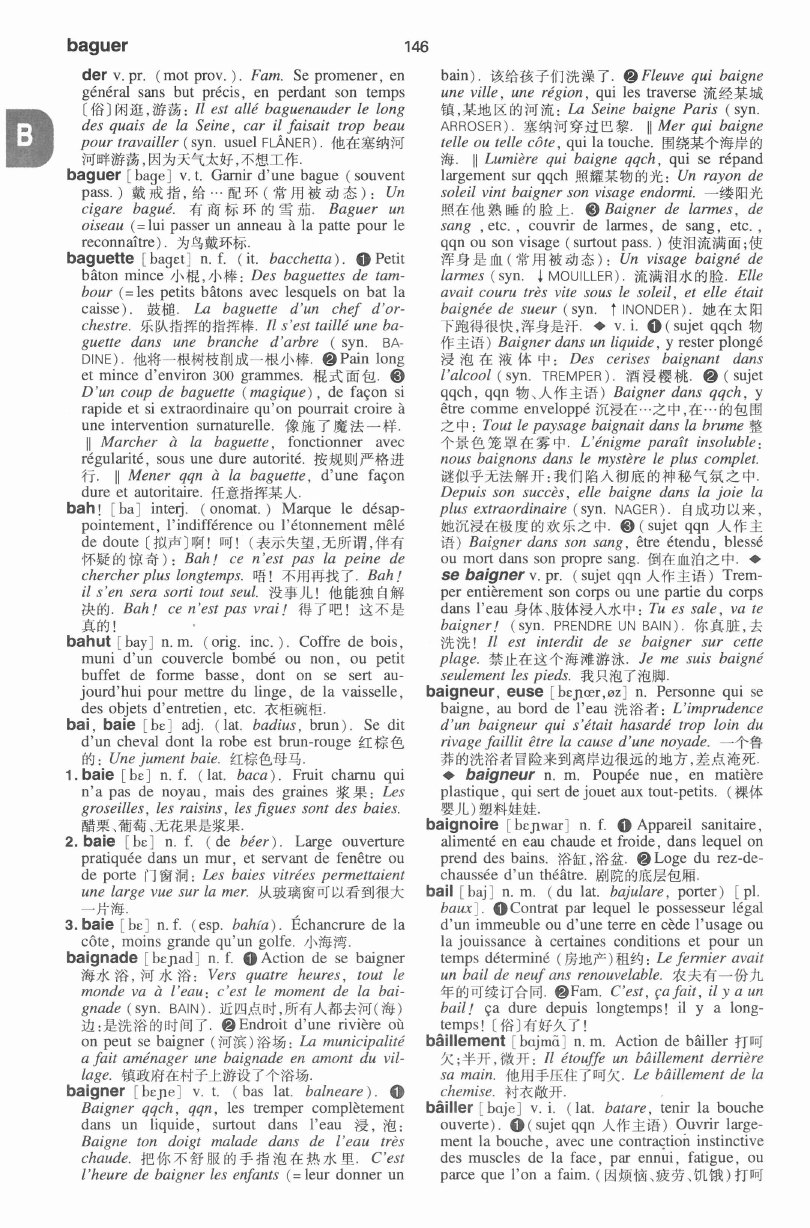 baguer
146
B
der v. pr. (mot prov.). Fam. Se promener, en
général sans but précis, en perdant son temps
〔俗〕闲逛,游荡: Il est allé baguenauder le long
des quais de la Seine, car il faisait trop beau
pour travailler (syn. usuel FLÂNER). 他在塞纳河
河畔游荡,因为天气太好,不想工作.
baguer [bage] v. t. Garnir d'une bague (souvent
pass.) 戴戒指,给…配环(常用被动态): Un
cigare bagué. 有商标环的雪茄. Baguer un
oiseau (=lui passer un anneau à la patte pour le
reconnaître). 为鸟戴环标.
baguette [bagɛt] n. f. (it. bacchetta). ❶ Petit
bâton mince 小棍,小棒: Des baguettes de tam-
bour (=les petits bâtons avec lesquels on bat la
caisse). 鼓槌. La baguette d'un chef d'or-
chestre. 乐队指挥的指挥棒. Il s'est taillé une ba-
guette dans une branche d'arbre (syn. BA-
DINE). 他将一根树枝削成一根小棒. ❷ Pain long
et mince d'environ 300 grammes. 棍式面包. ❸
D'un coup de baguette (magique), de façon si
rapide et si extraordinaire qu'on pourrait croire à
une intervention surnaturelle. 像施了魔法一样.
‖ Marcher à la baguette, fonctionner avec
régularité, sous une dure autorité. 按规则严格进
行. ‖ Mener qqn à la baguette, d'une façon
dure et autoritaire. 任意指挥某人.
bah! [ba] interj. (onomat.) Marque le désap-
pointement, l'indifférence ou l'étonnement mêlé
de doute〔拟声〕啊! 呵! (表示失望,无所谓,伴有
怀疑的惊奇): Bah! ce n'est pas la peine de
chercher plus longtemps. 唔! 不用再找了. Bah!
il s'en sera sorti tout seul. 没事儿! 他能独自解
决的. Bah! ce n'est pas vrai! 得了吧! 这不是
真的!
bahut [bay] n. m. (orig. inc.). Coffre de bois,
muni d'un couvercle bombé ou non, ou petit
buffet de forme basse, dont on se sert au-
jourd'hui pour mettre du linge, de la vaisselle,
des objets d'entretien, etc. 衣柜碗柜.
bai, baie [bɛ] adj. (lat. badius, brun). Se dit
d'un cheval dont la robe est brun-rouge 红棕色
的: Une jument baie. 红棕色母马.
1. baie [bɛ] n. f. (lat. baca). Fruit charnu qui
n'a pas de noyau, mais des graines 浆果: Les
groseilles, les raisins, les figues sont des baies.
醋栗、葡萄、无花果是浆果.
2. baie [bɛ] n. f. (de béer). Large ouverture
pratiquée dans un mur, et servant de fenêtre ou
de porte 门窗洞: Les baies vitrées permettaient
une large vue sur la mer. 从玻璃窗可以看到很大
一片海.
3. baie [bɛ] n. f. (esp. bahía). Échancrure de la
côte, moins grande qu'un golfe. 小海湾.
baignade [bɛɲad] n. f. ❶ Action de se baigner
海水浴,河水浴: Vers quatre heures, tout le
monde va à l'eau: c'est le moment de la bai-
gnade (syn. BAIN). 近四点时,所有人都去河(海)
边:是洗浴的时间了. ❷ Endroit d'une rivière où
on peut se baigner (河滨)浴场: La municipalité
a fait aménager une baignade en amont du vil-
lage. 镇政府在村子上游设了个浴场.
baigner [bɛɲe] v. t. (bas lat. balneare). ❶
Baigner qqch, qqn, les tremper complètement
dans un liquide, surtout dans l'eau 浸,泡:
Baigne ton doigt malade dans de l'eau très
chaude. 把你不舒服的手指泡在热水里. C'est
l'heure de baigner les enfants (=leur donner un
bain). 该给孩子们洗澡了. ❷ Fleuve qui baigne
une ville, une région, qui les traverse 流经某城
镇,某地区的河流: La Seine baigne Paris (syn.
ARROSER). 塞纳河穿过巴黎. ‖ Mer qui baigne
telle ou telle côte, qui la touche. 围绕某个海岸的
海. ‖ Lumière qui baigne qqch, qui se répand
largement sur qqch 照耀某物的光: Un rayon de
soleil vint baigner son visage endormi. 一缕阳光
照在他熟睡的脸上. ❸ Baigner de larmes, de
sang, etc., couvrir de larmes, de sang, etc.,
qqn ou son visage (surtout pass.) 使泪流满面;使
浑身是血(常用被动态): Un visage baigné de
larmes (syn. ↓ MOUILLER). 流满泪水的脸. Elle
avait couru très vite sous le soleil, et elle était
baignée de sueur (syn. ↑ INONDER). 她在太阳
下跑得很快,浑身是汗. ◆ v. i. ❶ (sujet qqch 物
作主语) Baigner dans un liquide, y rester plongé
浸泡在液体中: Des cerises baignant dans
l'alcool (syn. TREMPER). 酒浸樱桃. ❷ (sujet
qqch, qqn 物、人作主语) Baigner dans qqch, y
être comme enveloppé 沉浸在…之中,在…的包围
之中: Tout le paysage baignait dans la brume 整
个景色笼罩在雾中. L'énigme paraît insoluble:
nous baignons dans le mystère le plus complet.
谜似乎无法解开:我们陷入彻底的神秘气氛之中.
Depuis son succès, elle baigne dans la joie la
plus extraordinaire (syn. NAGER). 自成功以来,
她沉浸在极度的欢乐之中. ❸ (sujet qqn 人作主
语) Baigner dans son sang, être étendu, blessé
ou mort dans son propre sang. 倒在血泊之中. ◆
se baigner v. pr. (sujet qqn 人作主语) Trem-
per entièrement son corps ou une partie du corps
dans l'eau 身体、肢体浸入水中: Tu es sale, va te
baigner! (syn. PRENDRE UN BAIN). 你真脏,去
洗洗! Il est interdit de se baigner sur cette
plage. 禁止在这个海滩游泳. Je me suis baigné
seulement les pieds. 我只泡了泡脚.
baigneur, euse [bɛɲœr,øz] n. Personne qui se
baigne, au bord de l'eau 洗浴者: L'imprudence
d'un baigneur qui s'était hasardé trop loin du
rivage faillit être la cause d'une noyade. 一个鲁
莽的洗浴者冒险来到离岸边很远的地方,差点淹死.
◆ baigneur n. m. Poupée nue, en matière
plastique, qui sert de jouet aux tout-petits. (裸体
婴儿)塑料娃娃.
baignoire [bɛɲwar] n. f. ❶ Appareil sanitaire,
alimenté en eau chaude et froide, dans lequel on
prend des bains. 浴缸,浴盆. ❷ Loge du rez-de-
chaussée d'un théâtre. 剧院的底层包厢.
bail [baj] n. m. (du lat. bajulare, porter) [pl.
baux]. ❶ Contrat par lequel le possesseur légal
d'un immeuble ou d'une terre en cède l'usage ou
la jouissance à certaines conditions et pour un
temps déterminé (房地产)租约: Le fermier avait
un bail de neuf ans renouvelable. 农夫有一份九
年的可续订合同. ❷ Fam. C'est, ça fait, il y a un
bail! ça dure depuis longtemps! il y a long-
temps!〔俗〕有好久了!
bâillement [bɑjmɑ̃] n. m. Action de bâiller 打呵
欠;半开,微开: Il étouffe un bâillement derrière
sa main. 他用手压住了呵欠. Le bâillement de la
chemise. 衬衣敞开.
bâiller [bɑje] v. i. (lat. batare, tenir la bouche
ouverte). ❶ (sujet qqn 人作主语) Ouvrir large-
ment la bouche, avec une contraction instinctive
des muscles de la face, par ennui, fatigue, ou
parce que l'on a faim. (因烦恼、疲劳、饥饿)打呵